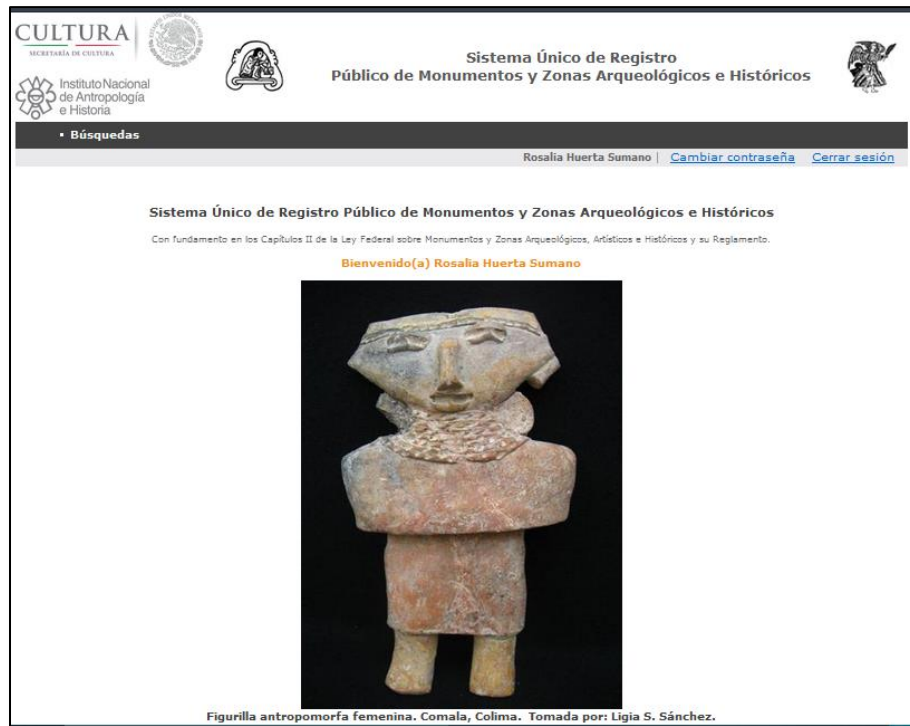 CULTURA
SECRETARÍA DE CULTURA
Instituto Nacional
de Antropología
e Historia
Sistema Único de Registro
Público de Monumentos y Zonas Arqueológicos e Históricos
▪ Búsquedas
Rosalia Huerta Sumano | Cambiar contraseña Cerrar sesión
Sistema Único de Registro Público de Monumentos y Zonas Arqueológicos e Históricos
Con fundamento en los Capítulos II de la Ley Federal sobre Monumentos y Zonas Arqueológicos, Artísticos e Históricos y su Reglamento.
Bienvenido(a) Rosalia Huerta Sumano
Figurilla antropomorfa femenina. Comala, Colima. Tomada por: Ligia S. Sánchez.